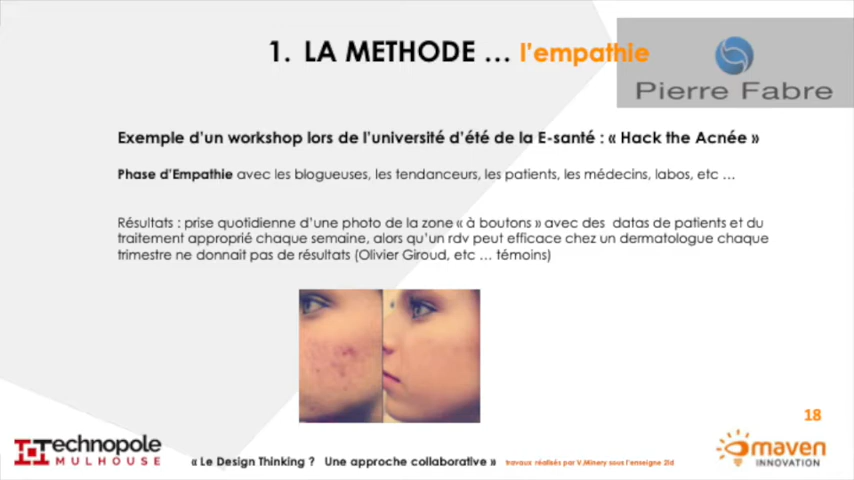 1. LA METHODE … l'empathie
Pierre Fabre
Exemple d'un workshop lors de l'université d'été de la E-santé : « Hack the Acnée »
Phase d'Empathie avec les blogueuses, les tendanceurs, les patients, les médecins, labos, etc …
Résultats : prise quotidienne d'une photo de la zone « à boutons » avec des datas de patients et du
traitement approprié chaque semaine, alors qu'un rdv peut efficace chez un dermatologue chaque
trimestre ne donnait pas de résultats (Olivier Giroud, etc … témoins)
18
Technopole
MULHOUSE
« Le Design Thinking ? Une approche collaborative » travaux réalisés par V.Minery sous l'enseigne 2Id
maven
INNOVATION